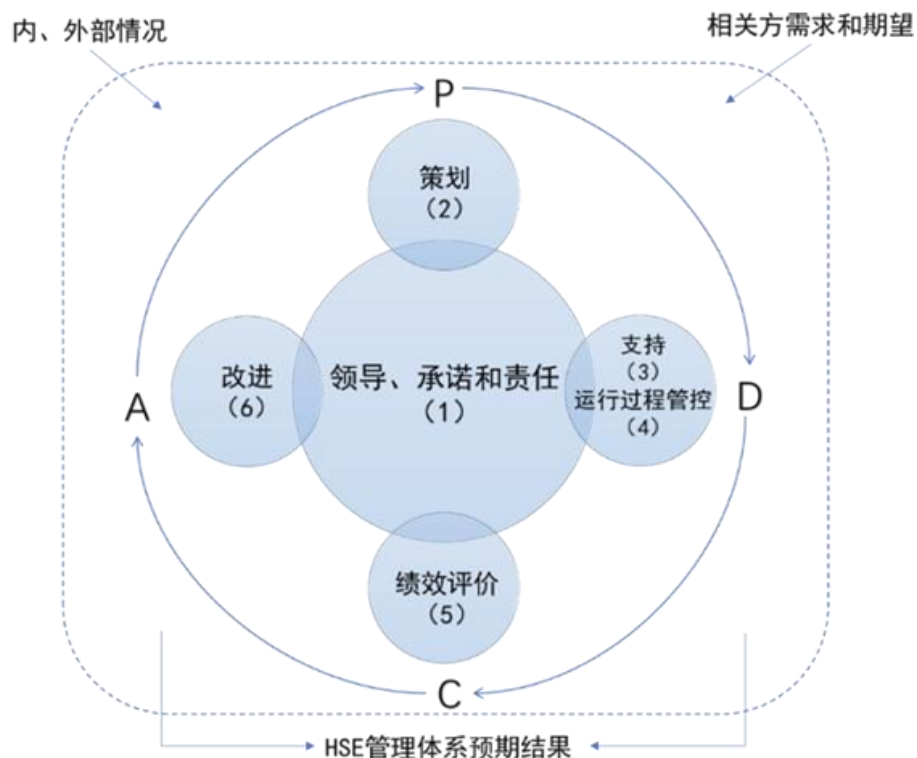 内、外部情况
相关方需求和期望
P
策划
（2）
领导、承诺和责任
（1）
改进
（6）
支持
（3）
运行过程管控
（4）
A
D
绩效评价
（5）
C
HSE管理体系预期结果